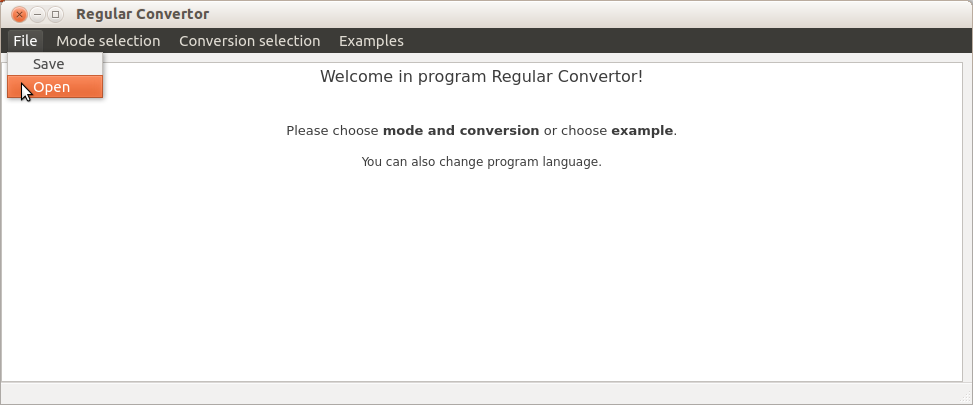 Regular Convertor
File Mode selection Conversion selection Examples
Save
Open
Welcome in program Regular Convertor!
Please choose mode and conversion or choose example.
You can also change program language.